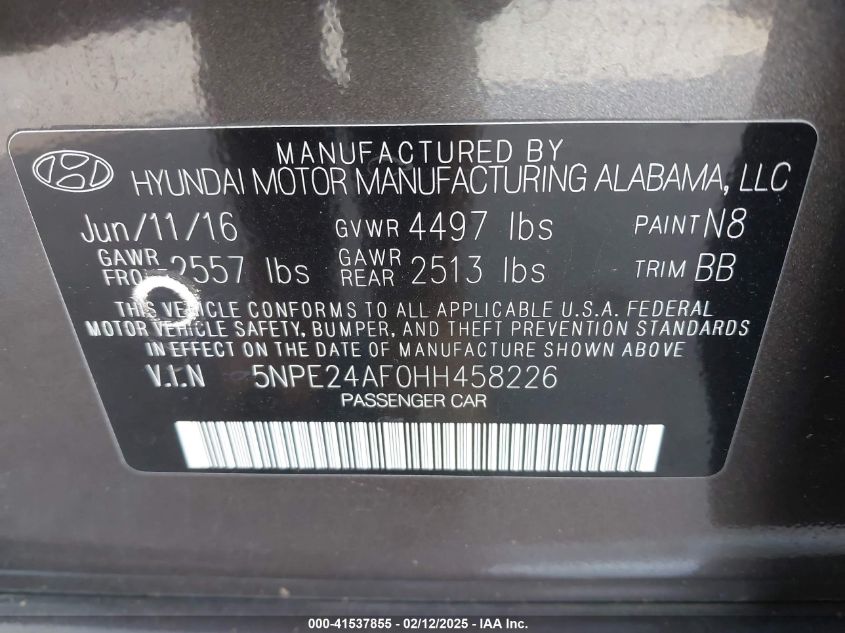 MANUFACTURED BY
HYUNDAI MOTOR MANUFACTURING ALABAMA, LLC
Jun/11/16 GVWR 4497 lbs PAINT N8
GAWR FRONT 2557 lbs GAWR REAR 2513 lbs TRIM BB
THIS VEHICLE CONFORMS TO ALL APPLICABLE U.S.A. FEDERAL
MOTOR VEHICLE SAFETY, BUMPER, AND THEFT PREVENTION STANDARDS
IN EFFECT ON THE DATE OF MANUFACTURE SHOWN ABOVE
V.I.N 5NPE24AF0HH458226
PASSENGER CAR
000-41537855 - 02/12/2025 - IAA Inc.